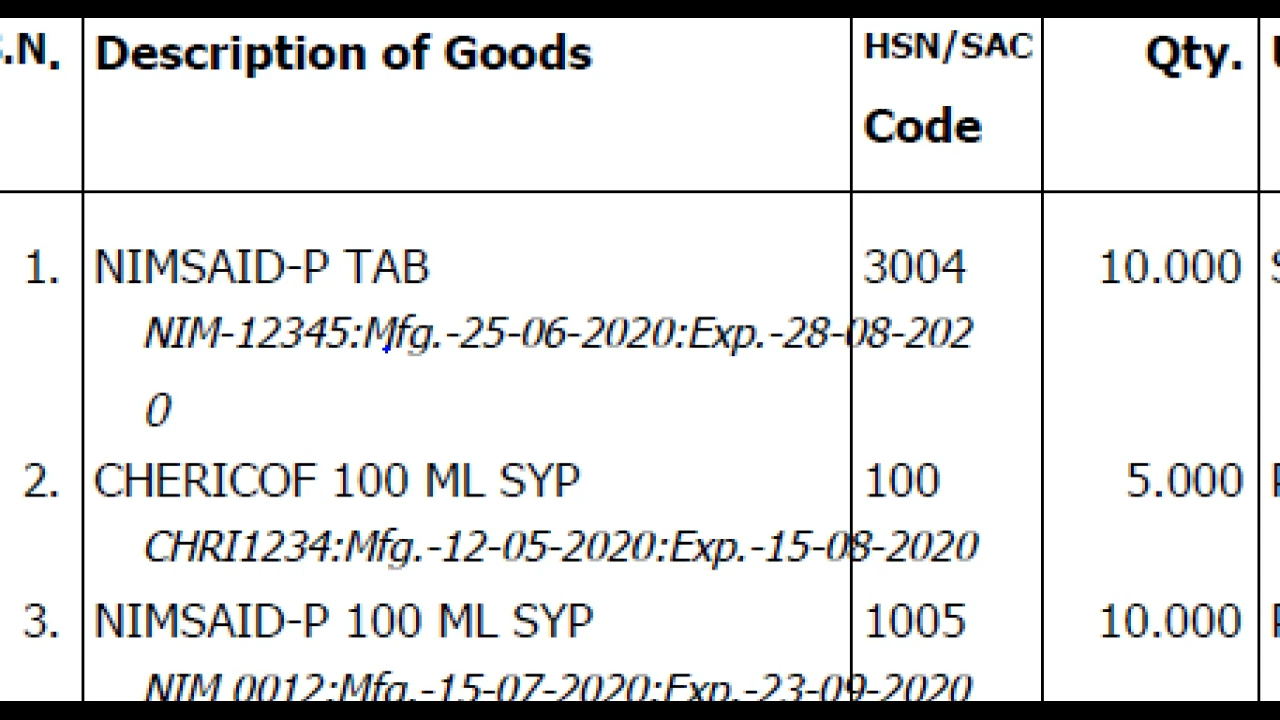 .N. Description of Goods HSN/SAC Qty.
Code
1. NIMSAID-P TAB 3004 10.000
NIM-12345:Mfg.-25-06-2020:Exp.-28-08-202
0
2. CHERICOF 100 ML SYP 100 5.000
CHRI1234:Mfg.-12-05-2020:Exp.-15-08-2020
3. NIMSAID-P 100 ML SYP 1005 10.000
NIM 0012:Mfg.-15-07-2020:Exp.-23-09-2020